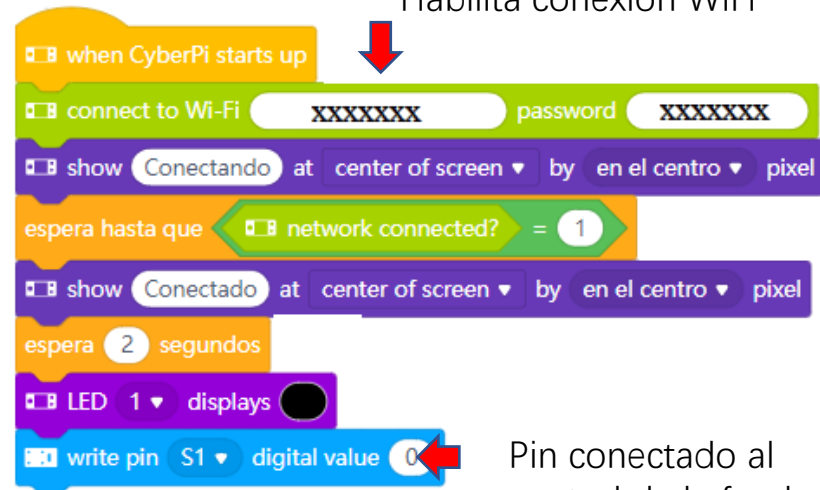 Habilita conexión WiFi
when CyberPi starts up
connect to Wi-Fi xxxxxxx password xxxxxxx
show Conectando at center of screen ▾ by en el centro ▾ pixel
espera hasta que network connected? = 1
show Conectado at center of screen ▾ by en el centro ▾ pixel
espera 2 segundos
LED 1 ▾ displays
write pin S1 ▾ digital value 0
Pin conectado al